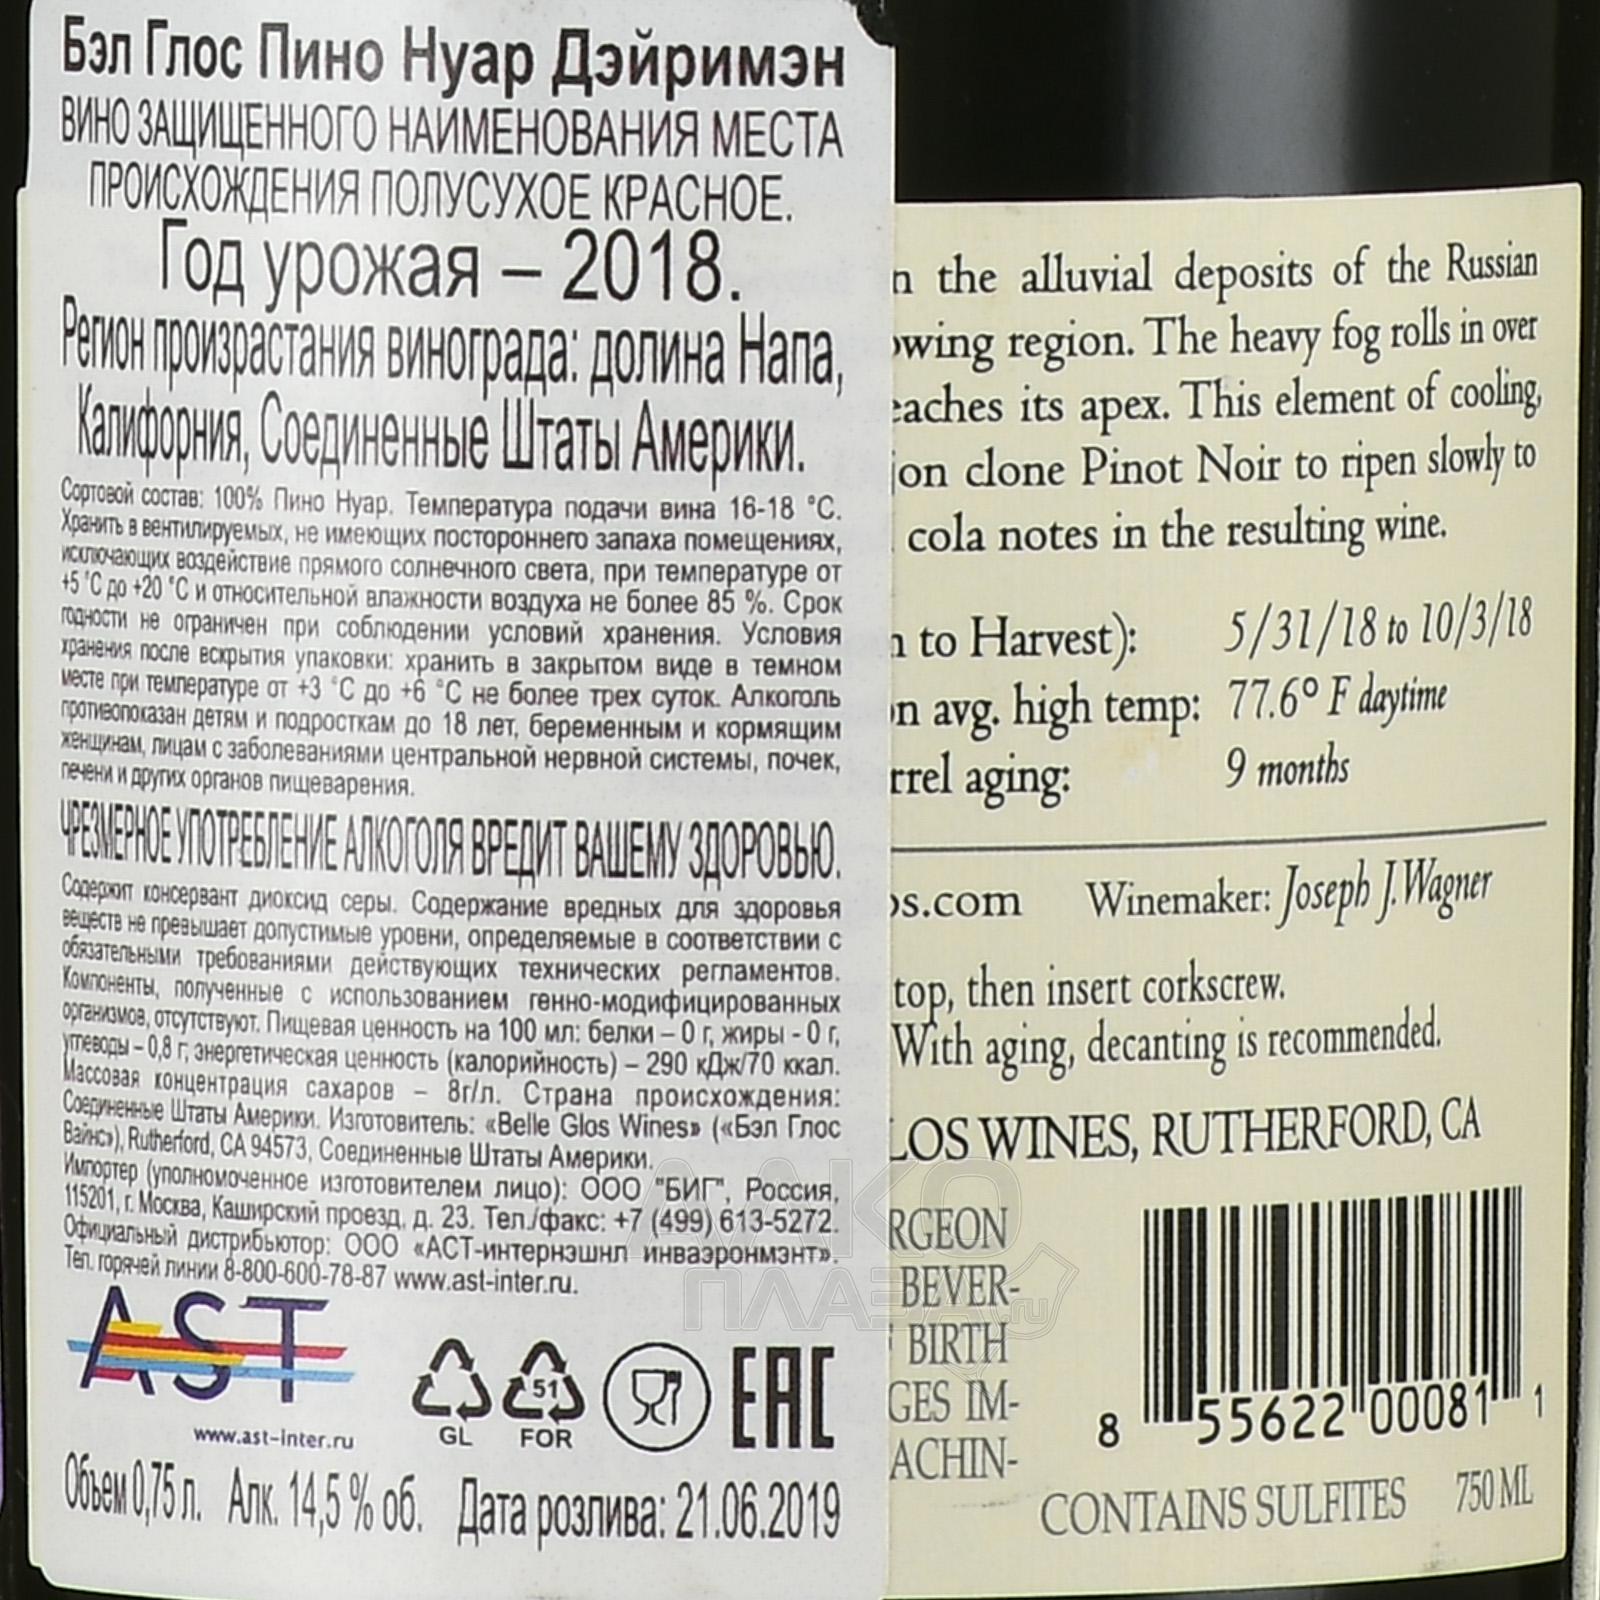 Бэл Глос Пино Нуар Дэйримэн
ВИНО ЗАЩИЩЕННОГО НАИМЕНОВАНИЯ МЕСТА
ПРОИСХОЖДЕНИЯ ПОЛУСУХОЕ КРАСНОЕ.
Год урожая – 2018.
Регион произрастания винограда: долина Напа,
Калифорния, Соединенные Штаты Америки.
Сортовой состав: 100% Пино Нуар. Температура подачи вина 16-18 °C.
Хранить в вентилируемых, не имеющих постороннего запаха помещениях,
исключающих воздействие прямого солнечного света, при температуре от
+5 °C до +20 °C и относительной влажности воздуха не более 85 %. Срок
годности не ограничен при соблюдении условий хранения. Условия
хранения после вскрытия упаковки: хранить в закрытом виде в темном
месте при температуре от +3 °C до +6 °C не более трех суток. Алкоголь
противопоказан детям и подросткам до 18 лет, беременным и кормящим
женщинам, лицам с заболеваниями центральной нервной системы, почек,
печени и других органов пищеварения.
ЧРЕЗМЕРНОЕ УПОТРЕБЛЕНИЕ АЛКОГОЛЯ ВРЕДИТ ВАШЕМУ ЗДОРОВЬЮ.
Содержит консервант диоксид серы. Содержание вредных для здоровья
веществ не превышает допустимые уровни, определяемые в соответствии с
обязательными требованиями действующих технических регламентов.
Компоненты, полученные с использованием генно-модифицированных
организмов, отсутствуют. Пищевая ценность на 100 мл: белки – 0 г, жиры - 0 г,
углеводы – 0,8 г; энергетическая ценность (калорийность) – 290 кДж/70 ккал.
Массовая концентрация сахаров – 8г/л. Страна происхождения:
Соединенные Штаты Америки. Изготовитель: «Belle Glos Wines» («Бэл Глос
Вайнс»), Rutherford, CA 94573, Соединенные Штаты Америки.
Импортер (уполномоченное изготовителем лицо): ООО "БИГ", Россия,
115201, г. Москва, Каширский проезд, д. 23. Тел./факс: +7 (499) 613-5272.
Официальный дистрибьютор: ООО «АСТ-интернэшнл инваэронмэнт».
Тел. горячей линии 8-800-600-78-87 www.ast-inter.ru.
AST
www.ast-inter.ru
GL
51
FOR
EAC
Объем 0,75 л. Алк. 14,5 % об. Дата розлива: 21.06.2019
n the alluvial deposits of the Russian
wing region. The heavy fog rolls in over
eaches its apex. This element of cooling,
jon clone Pinot Noir to ripen slowly to
cola notes in the resulting wine.
n to Harvest): 5/31/18 to 10/3/18
n avg. high temp: 77.6° F daytime
rrel aging: 9 months
os.com Winemaker: Joseph J. Wagner
top, then insert corkscrew.
With aging, decanting is recommended.
LOS WINES, RUTHERFORD, CA
RGEON
BEVER-
F BIRTH
GES IM-
ACHIN-
8 55622 00081 1
CONTAINS SULFITES 750 ML
АЛКО
ПЛАЗА.ru